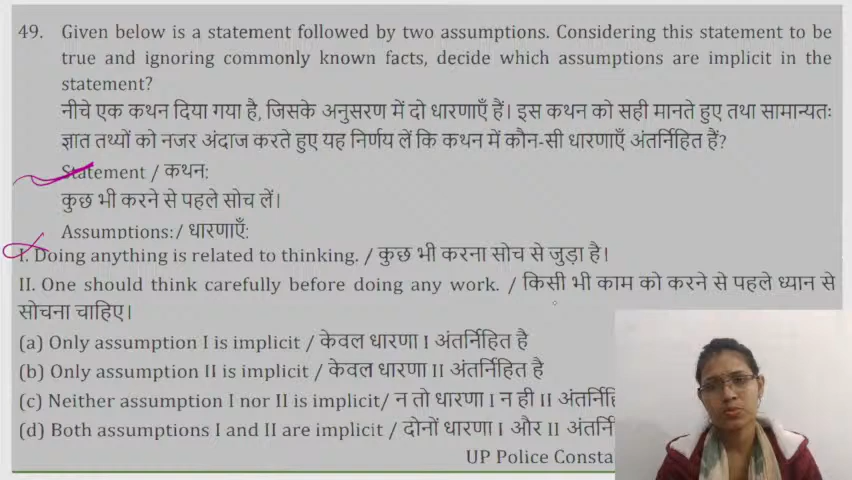 49. Given below is a statement followed by two assumptions. Considering this statement to be
true and ignoring commonly known facts, decide which assumptions are implicit in the
statement?
नीचे एक कथन दिया गया है, जिसके अनुसरण में दो धारणाएँ हैं। इस कथन को सही मानते हुए तथा सामान्यतः
ज्ञात तथ्यों को नजर अंदाज करते हुए यह निर्णय लें कि कथन में कौन-सी धारणाएँ अंतर्निहित हैं?
Statement / कथन:
कुछ भी करने से पहले सोच लें।
Assumptions:/ धारणाएँ:
I. Doing anything is related to thinking. / कुछ भी करना सोच से जुड़ा है।
II. One should think carefully before doing any work. / किसी भी काम को करने से पहले ध्यान से
सोचना चाहिए।
(a) Only assumption I is implicit / केवल धारणा I अंतर्निहित है
(b) Only assumption II is implicit / केवल धारणा II अंतर्निहित है
(c) Neither assumption I nor II is implicit/ न तो धारणा I न ही II
(d) Both assumptions I and II are implicit / दोनों धारणा I और II
UP Police